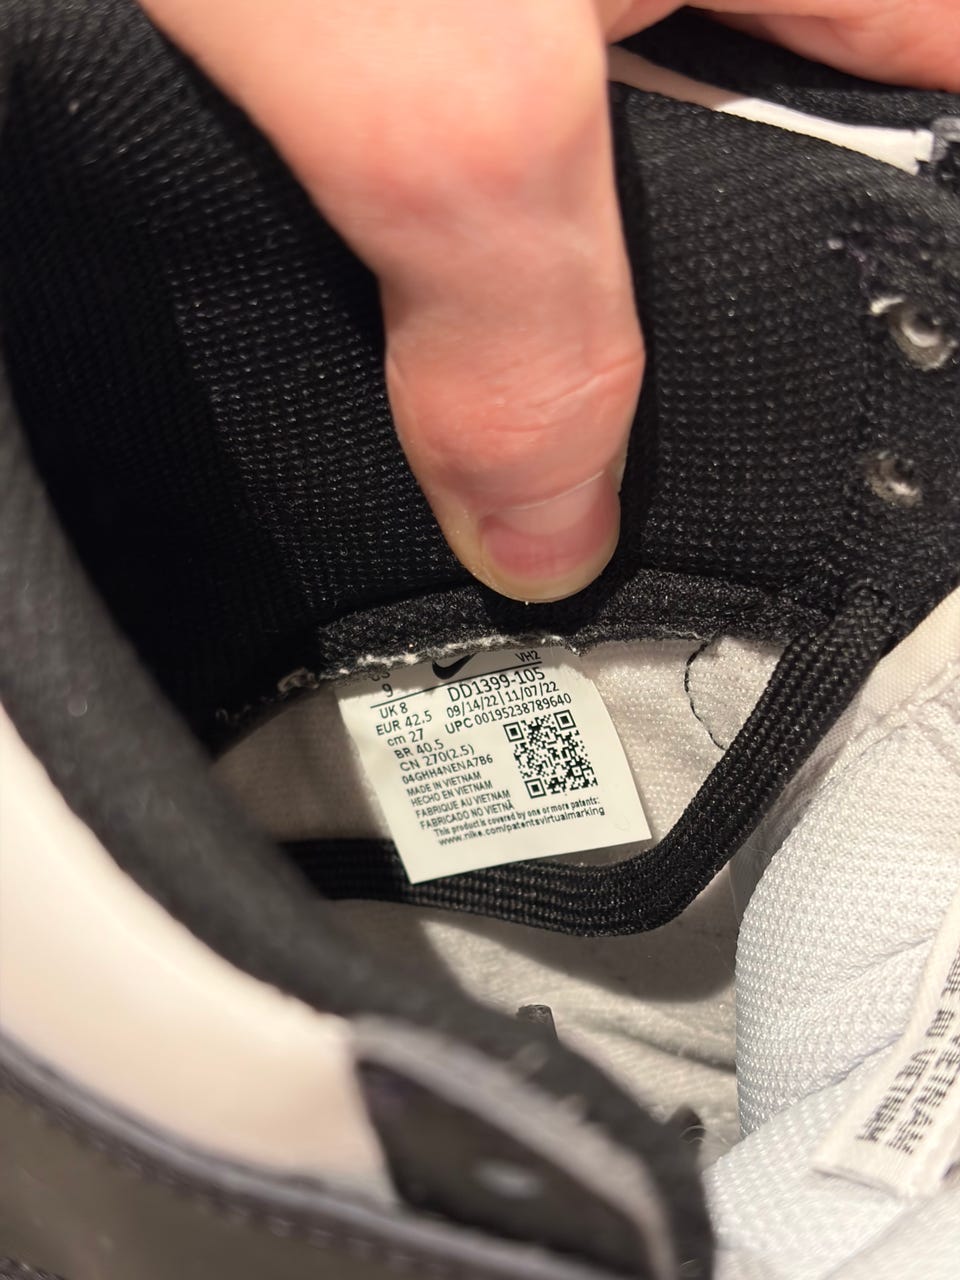 US VH2
9 DD1399-105
UK 8 09/14/22 | 11/07/22
EUR 42.5 UPC 00195238789640
cm 27
BR 40.5
CN 270(2.5)
04GHH4NENA7B6
MADE IN VIETNAM
HECHO EN VIETNAM
FABRIQUE AU VIETNAM
FABRICADO NO VIETNÃ
This product is covered by one or more patents:
www.nike.com/patentsvirtualmarking